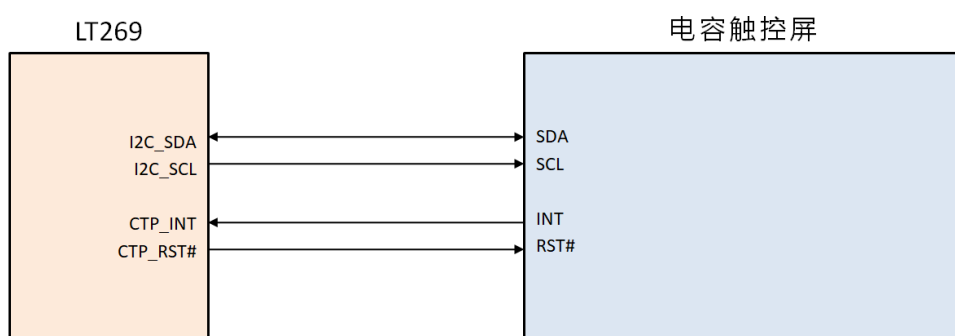 LT269
电容触控屏
I2C_SDA
SDA
I2C_SCL
SCL
CTP_INT
INT
CTP_RST#
RST#